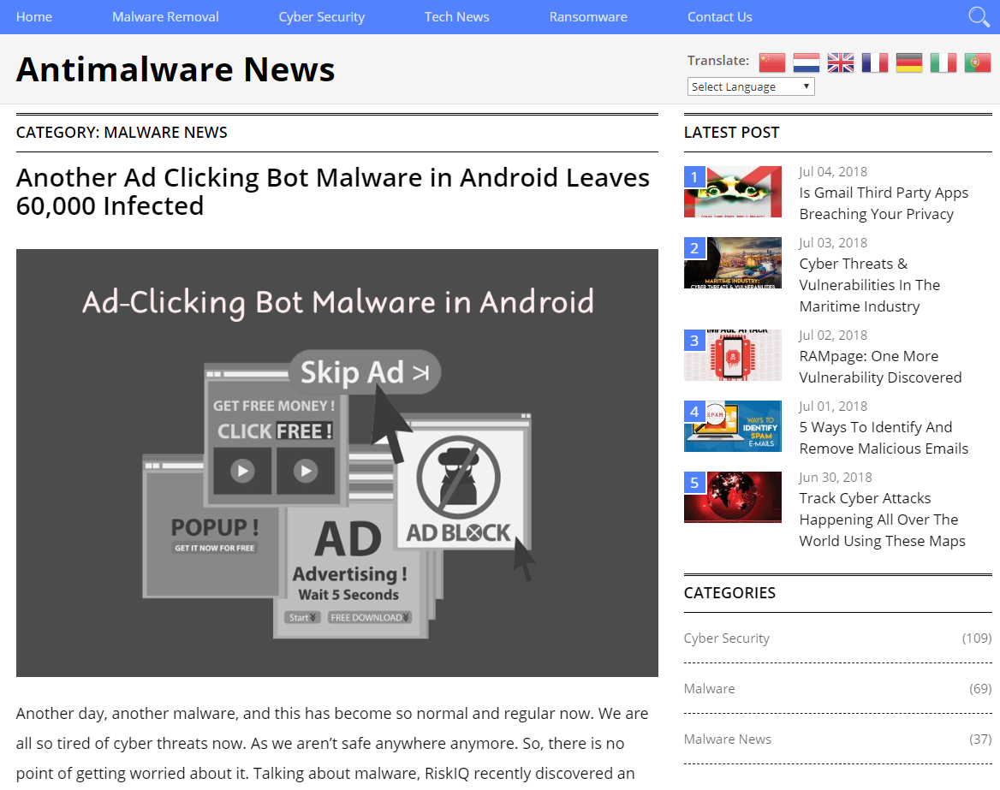 Home
Malware Removal
Cyber Security
Tech News
Ransomware
Contact Us
Antimalware News
Translate:
Select Language
CATEGORY: MALWARE NEWS
Another Ad Clicking Bot Malware in Android Leaves
60,000 Infected
Ad-Clicking Bot Malware in Android
Skip Ad
GET FREE MONEY !
CLICK FREE !
POPUP !
GET IT NOW FOR FREE
AD
Advertising !
Wait 5 Seconds
Start
FREE DOWNLOAD
AD BLOCK
Another day, another malware, and this has become so normal and regular now. We are
all so tired of cyber threats now. As we aren’t safe anywhere anymore. So, there is no
point of getting worried about it. Talking about malware, RiskIQ recently discovered an
LATEST POST
1
Jul 04, 2018
Is Gmail Third Party Apps
Breaching Your Privacy
2
MARITIME INDUSTRY:
CYBER THREATS & VULNERABILITIES
Jul 03, 2018
Cyber Threats &
Vulnerabilities In The
Maritime Industry
3
ATTACK
Jul 02, 2018
RAMpage: One More
Vulnerability Discovered
4
SPAM
WAYS TO
IDENTIFY
SPAM
E-MAILS
Jul 01, 2018
5 Ways To Identify And
Remove Malicious Emails
5
Jun 30, 2018
Track Cyber Attacks
Happening All Over The
World Using These Maps
CATEGORIES
Cyber Security (109)
Malware (69)
Malware News (37)